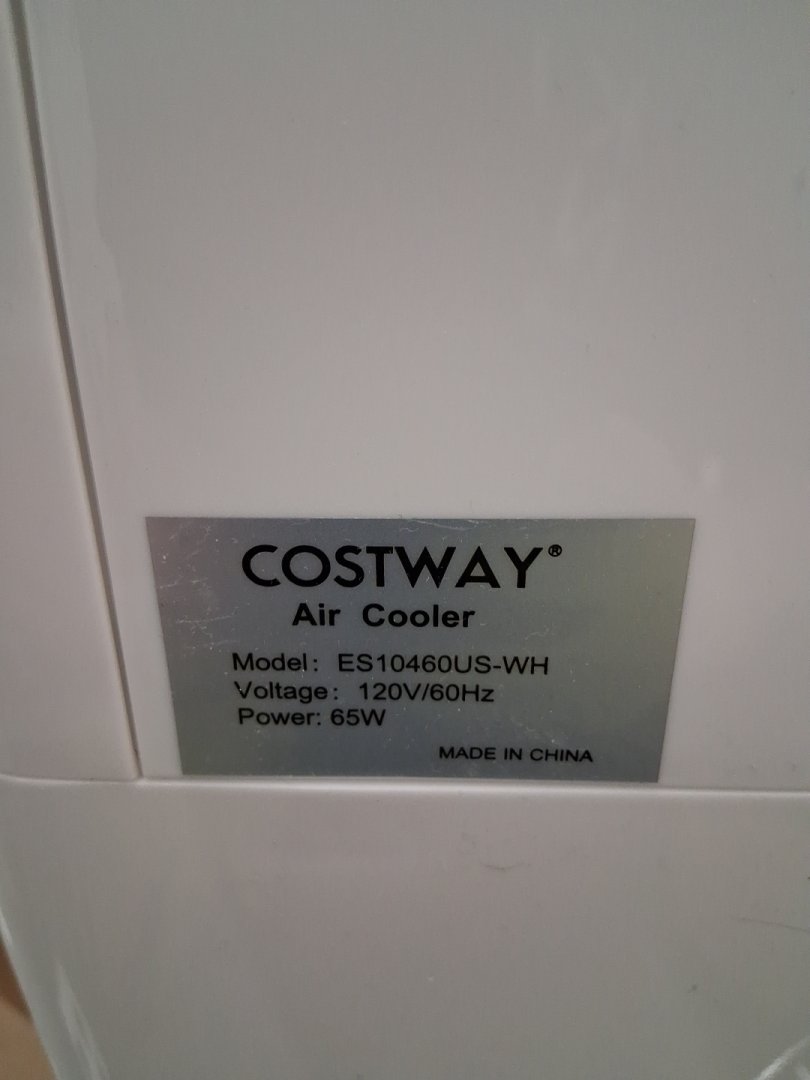 COSTWAY®
Air Cooler
Model: ES10460US-WH
Voltage: 120V/60Hz
Power: 65W
MADE IN CHINA